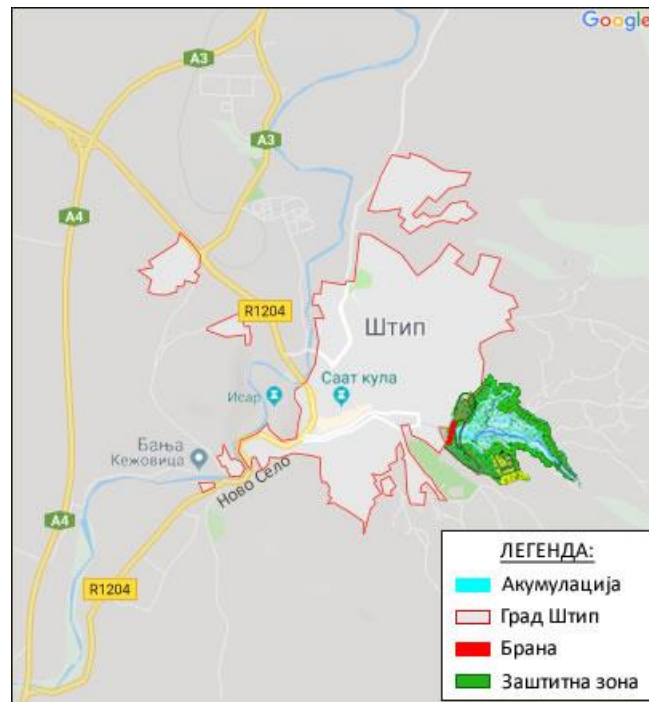 Google
A3
A3
A4
R1204
Штип
Саат кула
Исар
Бања
Кежовица
Ново Село
A4
R1204
ЛЕГЕНДА:
Акумулација
Град Штип
Брана
Заштитна зона